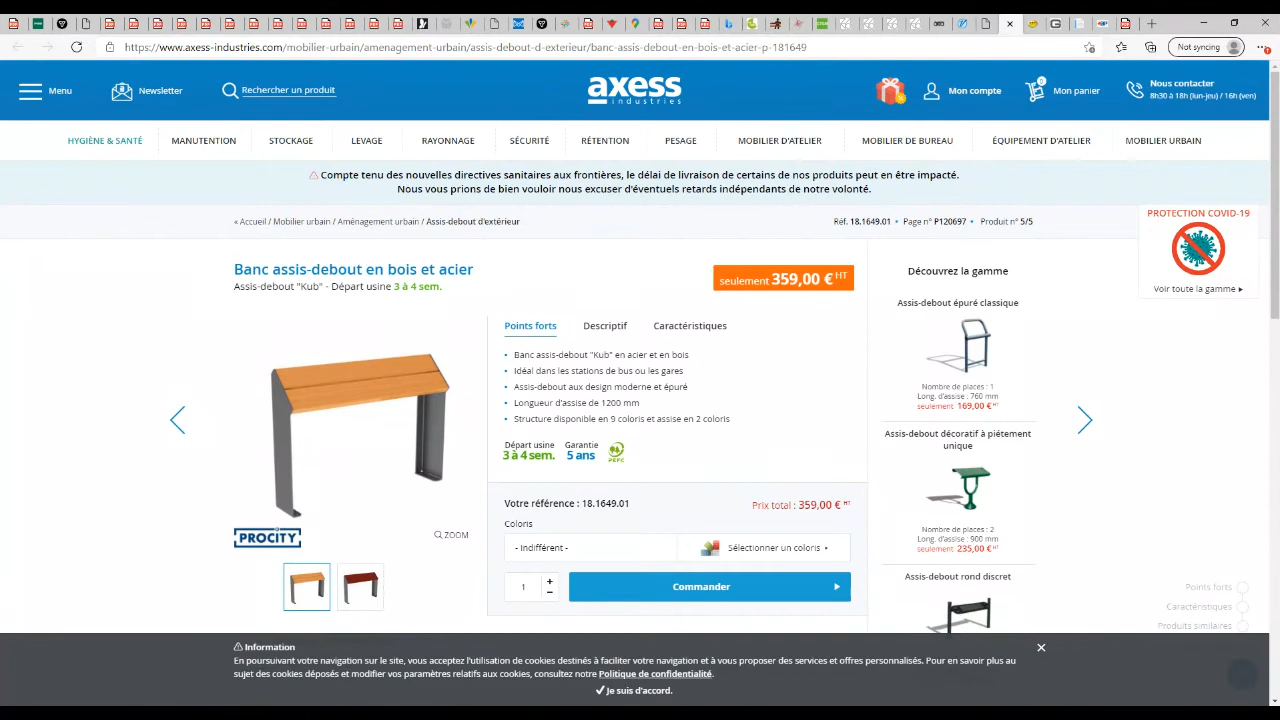 https://www.axess-industries.com/mobilier-urbain/amenagement-urbain/assis-debout-d-exterieur/banc-assis-debout-en-bois-et-acier-p-181649
Not syncing
Menu
Newsletter
Rechercher un produit
axess
industries
Mon compte
0
Mon panier
Nous contacter
8h30 à 18h (lun-jeu) / 16h (ven)
HYGIÈNE & SANTÉ
MANUTENTION
STOCKAGE
LEVAGE
RAYONNAGE
SÉCURITÉ
RÉTENTION
PESAGE
MOBILIER D'ATELIER
MOBILIER DE BUREAU
ÉQUIPEMENT D'ATELIER
MOBILIER URBAIN
⚠ Compte tenu des nouvelles directives sanitaires aux frontières, le délai de livraison de certains de nos produits peut en être impacté.
Nous vous prions de bien vouloir nous excuser d'éventuels retards indépendants de notre volonté.
« Accueil / Mobilier urbain / Aménagement urbain / Assis-debout d'extérieur
Réf. 18.1649.01 • Page n° P120697 • Produit n° 5/5
PROTECTION COVID-19
Voir toute la gamme ▸
Banc assis-debout en bois et acier
Assis-debout "Kub" - Départ usine 3 à 4 sem.
seulement 359,00 € HT
Points forts
Descriptif
Caractéristiques
• Banc assis-debout "Kub" en acier et en bois
• Idéal dans les stations de bus ou les gares
• Assis-debout aux design moderne et épuré
• Longueur d'assise de 1200 mm
• Structure disponible en 9 coloris et assise en 2 coloris
Départ usine
3 à 4 sem.
Garantie
5 ans
PEFC
PROCITY
ZOOM
Votre référence : 18.1649.01
Prix total : 359,00 € HT
Coloris
- Indifférent -
Sélectionner un coloris
1
+
−
Commander
Découvrez la gamme
Assis-debout épuré classique
Nombre de places : 1
Long. d'assise : 760 mm
seulement 169,00 € HT
Assis-debout décoratif à piétement
unique
Nombre de places : 2
Long. d'assise : 900 mm
seulement 235,00 € HT
Assis-debout rond discret
Points forts
Caractéristiques
Produits similaires
⚠ Information
En poursuivant votre navigation sur le site, vous acceptez l'utilisation de cookies destinés à faciliter votre navigation et à vous proposer des services et offres personnalisés. Pour en savoir plus au
sujet des cookies déposés et modifier vos paramètres relatifs aux cookies, consultez notre Politique de confidentialité.
✔ Je suis d'accord.